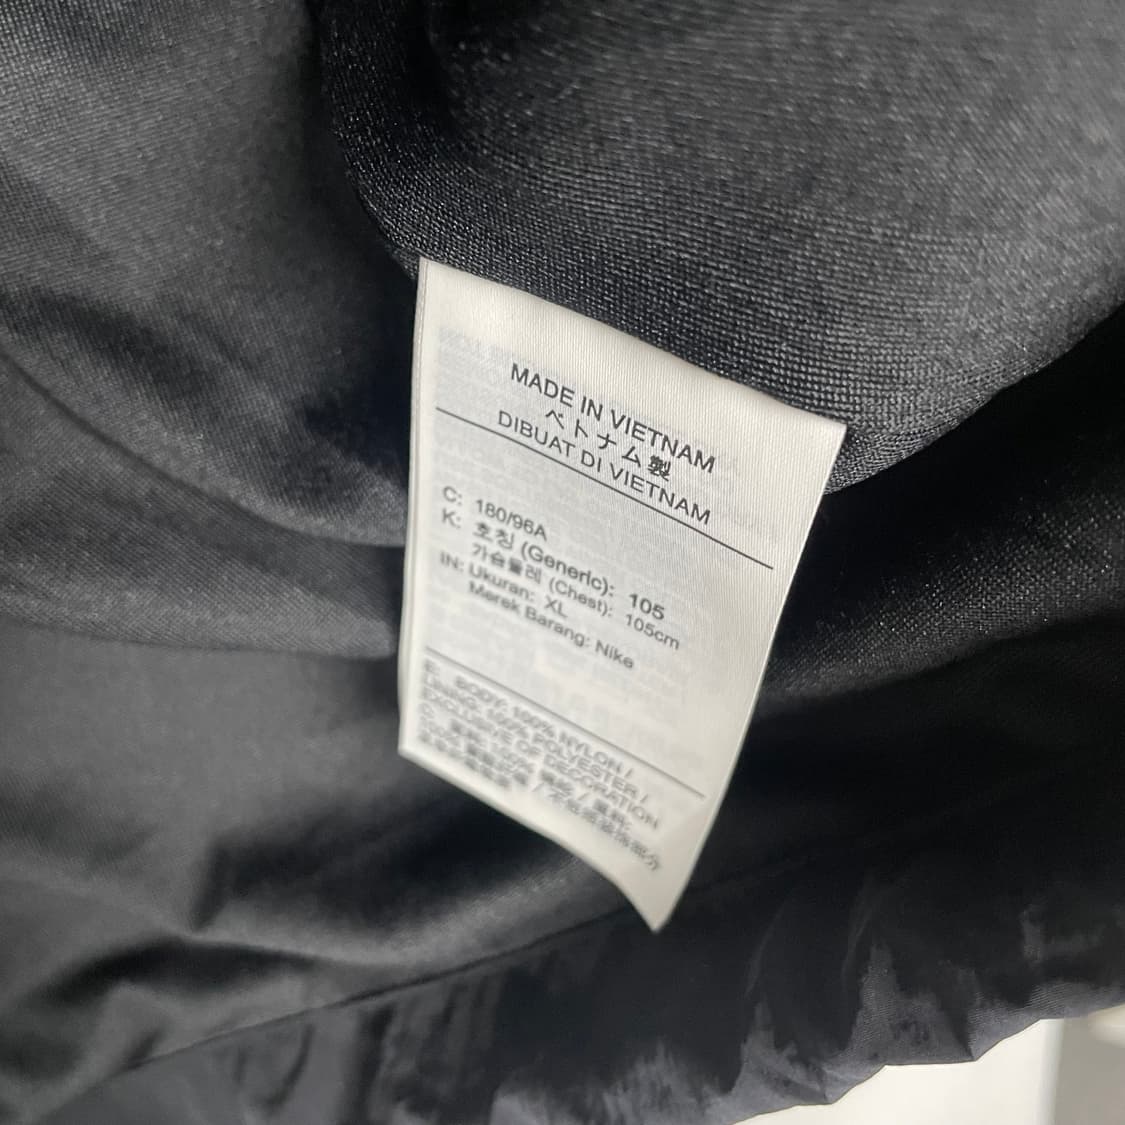 MADE IN VIETNAM
ベトナム製
DIBUAT DI VIETNAM
C: 180/96A
K: 호칭 (Generic): 105
가슴둘레 (Chest): 105cm
IN: Ukuran: XL
Merek Barang: Nike
E: BODY: 100% NYLON /
LINING: 100% POLYESTER /
EXCLUSIVE OF DECORATION